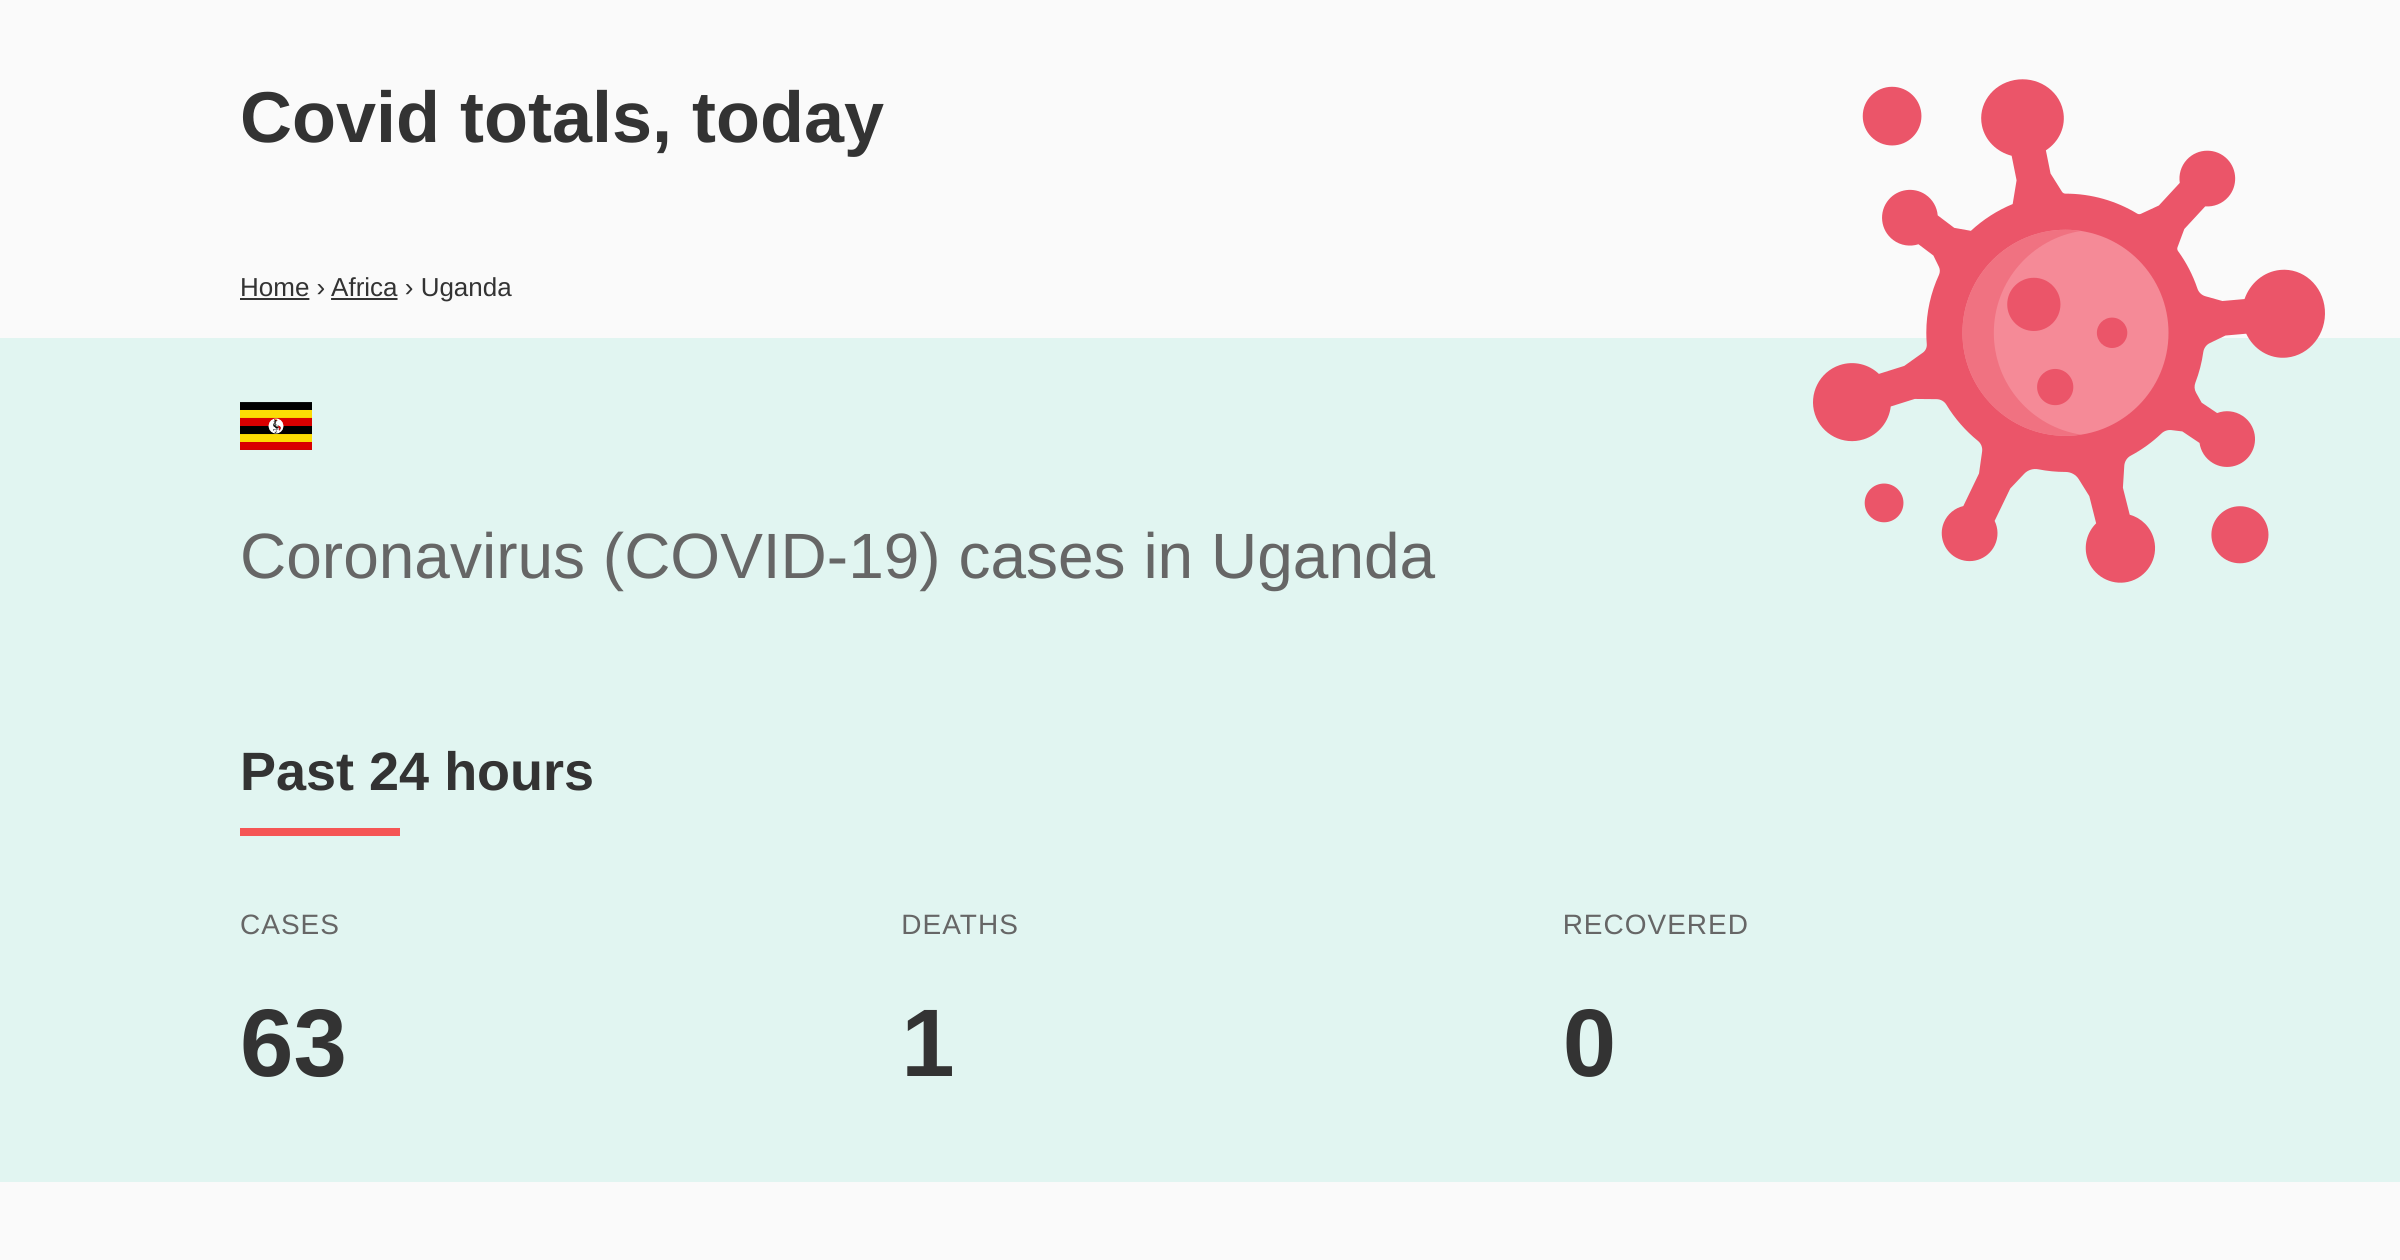 Covid totals, today
Home › Africa › Uganda
Coronavirus (COVID-19) cases in Uganda
Past 24 hours
CASES DEATHS RECOVERED
63 1 0